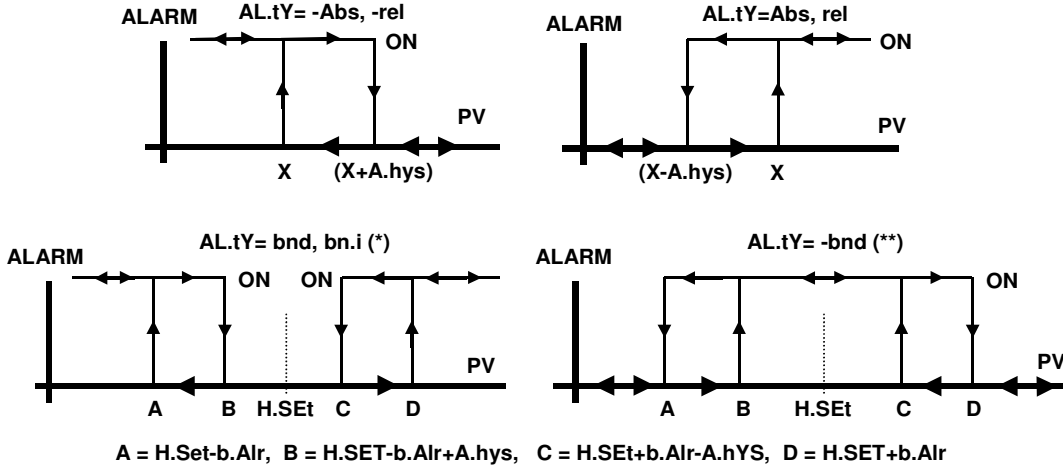 AL.tY= -Abs, -rel
ALARM
ON
PV
X
(X+A.hys)
AL.tY=Abs, rel
ALARM
ON
PV
(X-A.hys)
X
AL.tY= bnd, bn.i (*)
ALARM
ON
ON
PV
A
B
H.SEt
C
D
AL.tY= -bnd (**)
ALARM
ON
PV
A
B
H.SEt
C
D
A = H.Set-b.Alr, B = H.SET-b.Alr+A.hys, C = H.SEt+b.Alr-A.hYS, D = H.SET+b.Alr